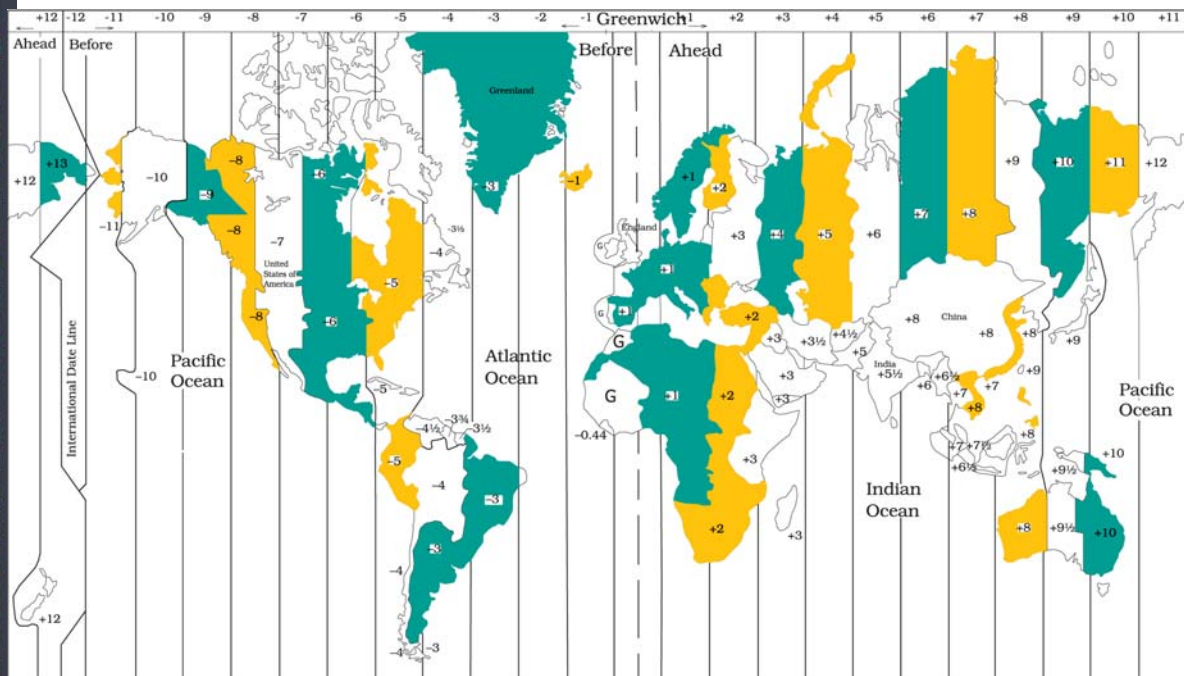 +12 -12 -11 -10 -9 -8 -7 -6 -5 -4 -3 -2 -1 Greenwich +1 +2 +3 +4 +5 +6 +7 +8 +9 +10 +11
Ahead Before Before Ahead
Greenland
+13 -8 -6 -1 +1 +9 +10 +11 +12
+12 -10 -9 -3 +2
-11 -8 -7 -3½ -4 England G +3 +4 +5 +6 +7 +8
United
States of
America
-5 +1
-8 -6 G +1 +2 +3 +3½ +4½ +8 China +8 +8 +9
International Date Line
Pacific
Ocean
Atlantic
Ocean
Pacific
Ocean
-10 -5 G +3 +5 India +5½ +6 +6½ +7 +7 +9
G +1 +2 +3 +8
-4½ -3¾ -3½ -0.44 +8
-5 -4 +3 +7 +7½ +6½ +9½ +10
Indian
Ocean
-3 +2 +3 +8 +9½ +10
-3 -4
+12 -4 -3